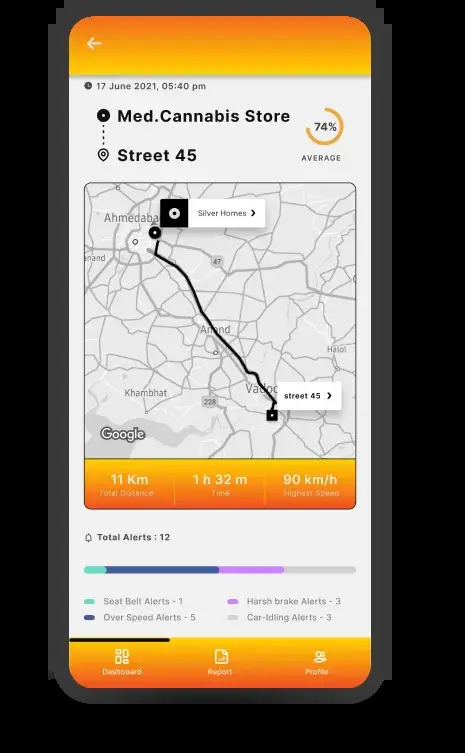 17 June 2021, 05:40 pm
Med.Cannabis Store
74%
Street 45
AVERAGE
Silver Homes
Ahmedaba
anand
47
Anand
Halol
Vadoc
street 45
Khambhat
228
Google
11 Km
1 h 32 m
90 km/h
Total Distance
Time
Highest Speed
Total Alerts : 12
Seat Belt Alerts - 1
Harsh brake Alerts - 3
Over Speed Alerts - 5
Car-Idling Alerts - 3
Dashboard
Report
Profile